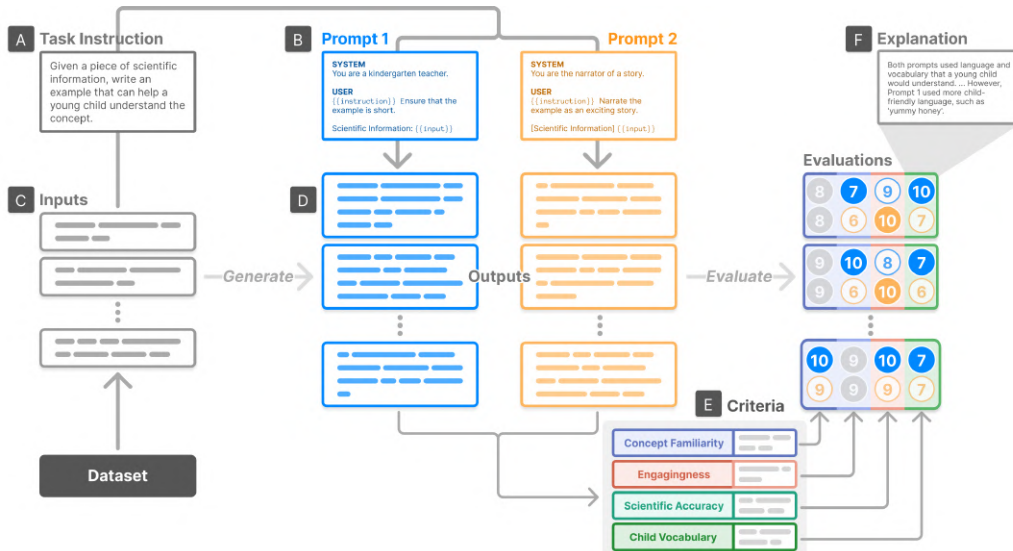 A Task Instruction
Given a piece of scientific
information, write an
example that can help a
young child understand the
concept.
B Prompt 1
SYSTEM
You are a kindergarten teacher.
USER
{{instruction}} Ensure that the
example is short.
Scientific Information: {{input}}
Prompt 2
SYSTEM
You are the narrator of a story.
USER
{{instruction}} Narrate the
example as an exciting story.
[Scientific Information] {{input}}
F Explanation
Both prompts used language and
vocabulary that a young child
would understand. ... However,
Prompt 1 used more child-
friendly language, such as
'yummy honey'.
C Inputs
Dataset
Generate
D
Outputs
Evaluate
Evaluations
8 7 9 10
8 6 10 7
9 10 8 7
9 6 10 6
10 9 10 7
9 9 9 7
E Criteria
Concept Familiarity
Engagingness
Scientific Accuracy
Child Vocabulary